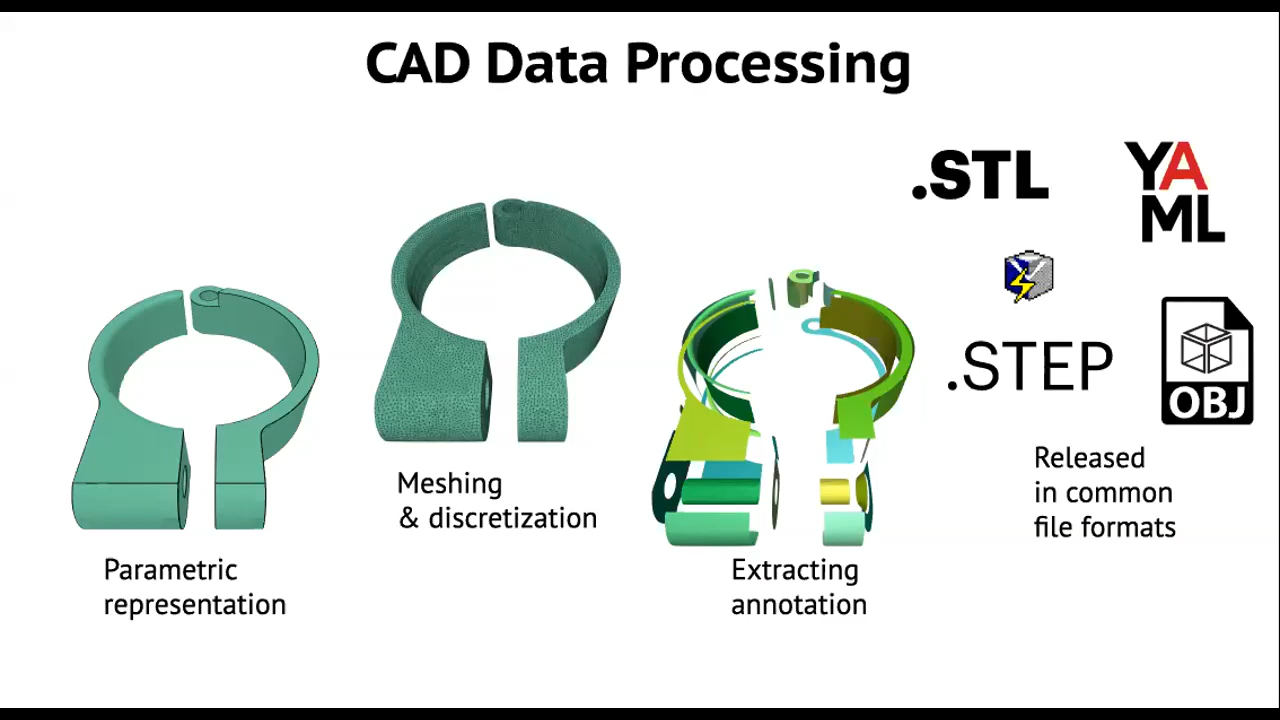 CAD Data Processing
.STL
YA
ML
.STEP
OBJ
Released
in common
file formats
Meshing
& discretization
Parametric
representation
Extracting
annotation